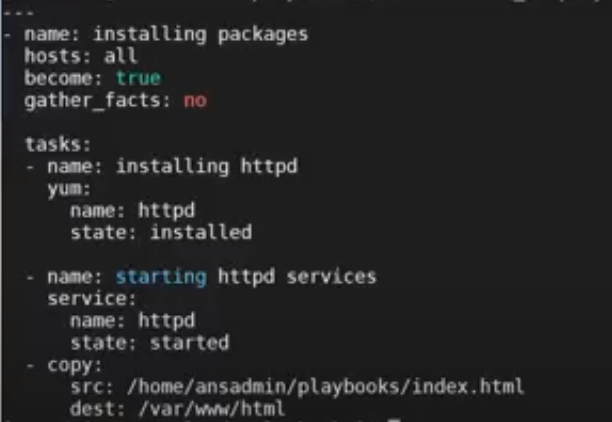 ---
- name: installing packages
  hosts: all
  become: true
  gather_facts: no

  tasks:
  - name: installing httpd
    yum:
      name: httpd
      state: installed

  - name: starting httpd services
    service:
      name: httpd
      state: started
  - copy:
      src: /home/ansadmin/playbooks/index.html
      dest: /var/www/html